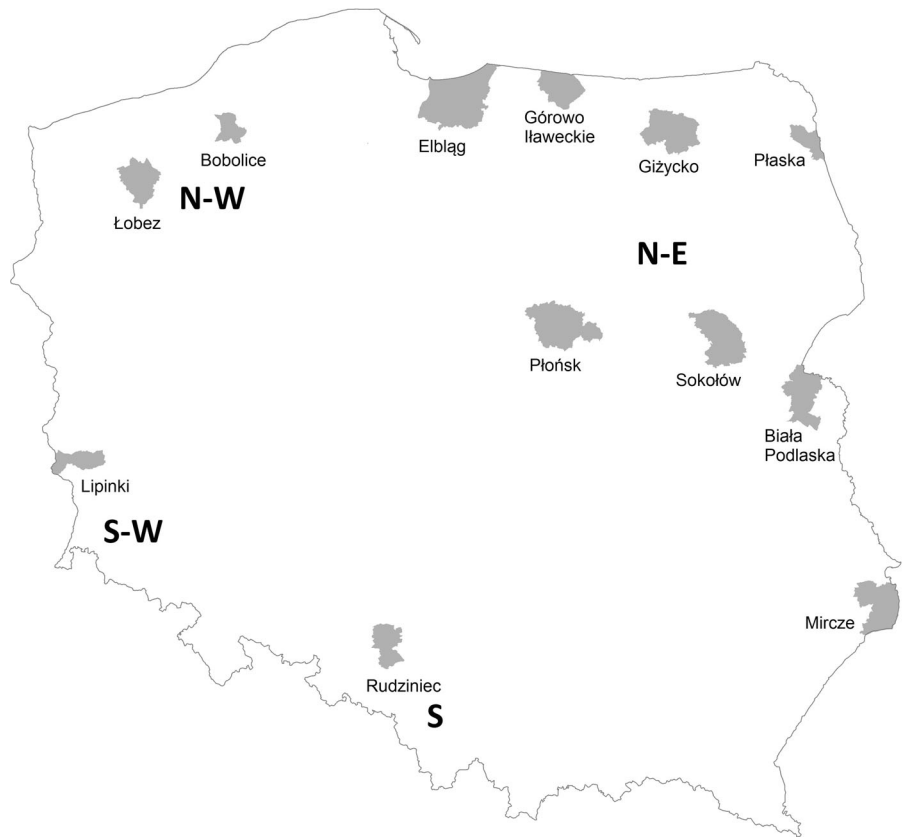 Elbląg
Górowo
Iławeckie
Giżycko
Płaska
Bobolice
Łobez
N-W
N-E
Płońsk
Sokołów
Biała
Podlaska
Lipinki
S-W
Mircze
Rudziniec
S